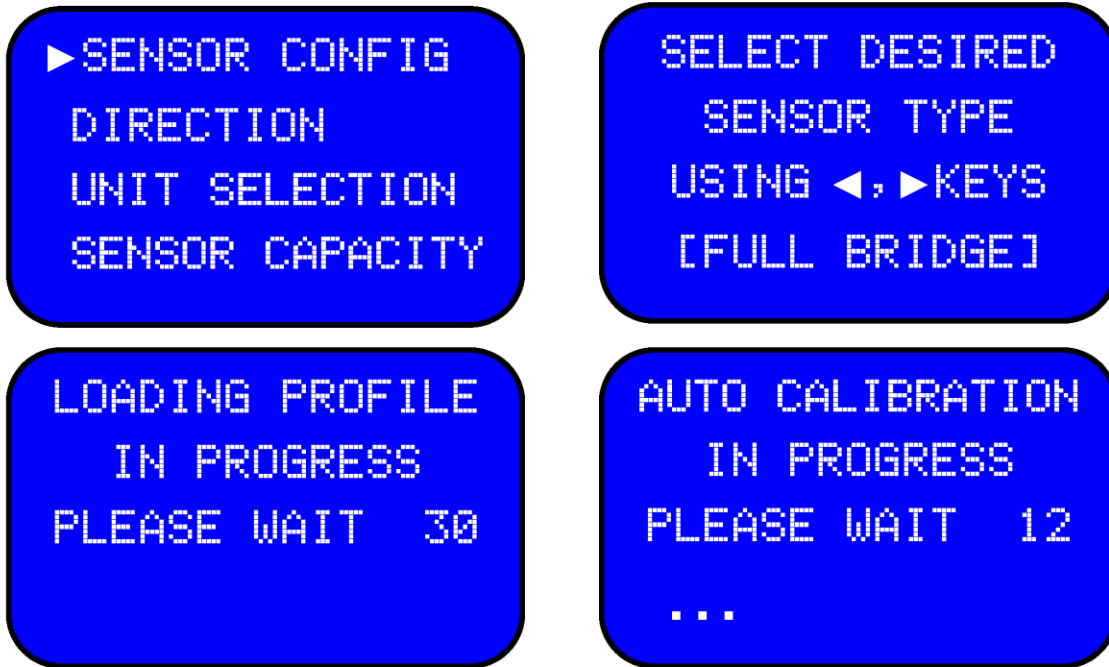 ▶SENSOR CONFIG
DIRECTION
UNIT SELECTION
SENSOR CAPACITY
SELECT DESIRED
SENSOR TYPE
USING ◀,▶KEYS
[FULL BRIDGE]
LOADING PROFILE
IN PROGRESS
PLEASE WAIT 30
AUTO CALIBRATION
IN PROGRESS
PLEASE WAIT 12
...